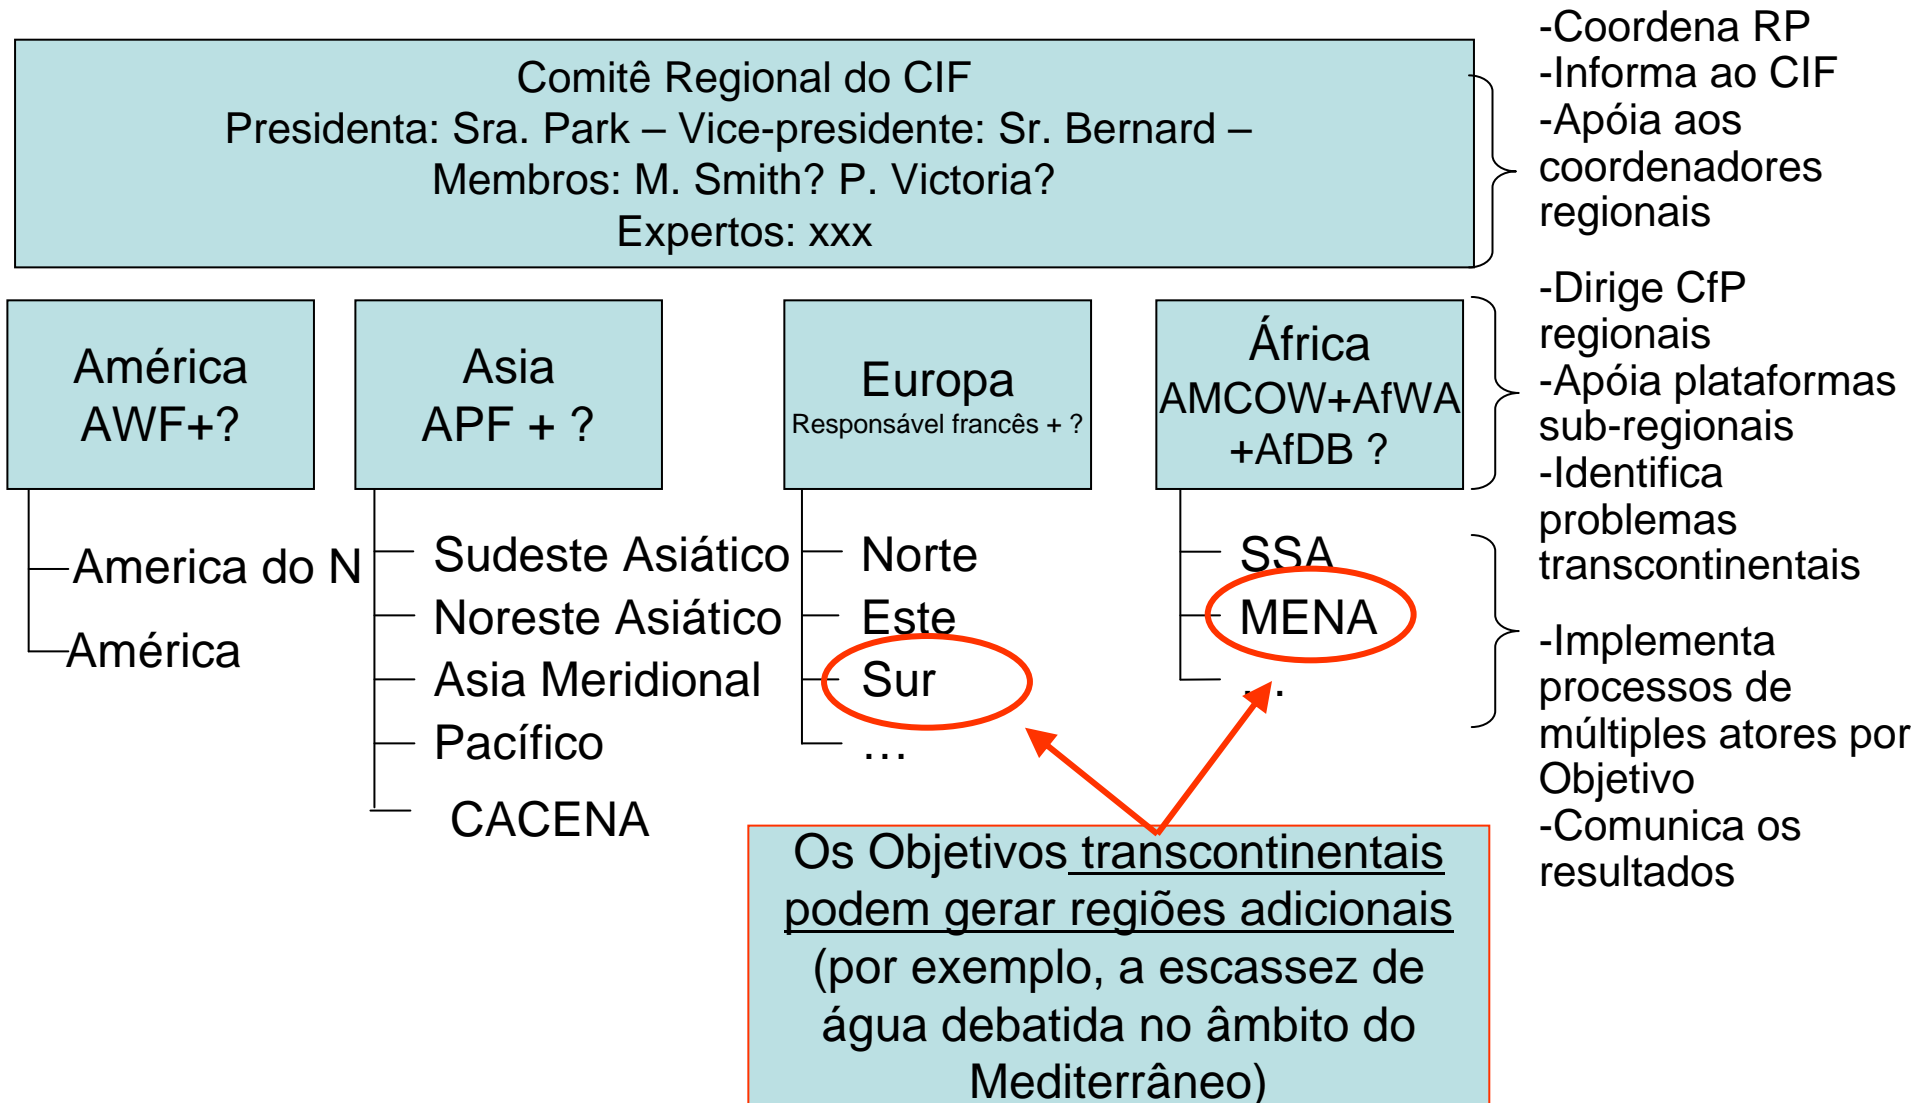 Comitê Regional do CIF
Presidenta: Sra. Park – Vice-presidente: Sr. Bernard –
Membros: M. Smith? P. Victoria?
Expertos: xxx
-Coordena RP
-Informa ao CIF
-Apóia aos
coordenadores
regionais
América
AWF+?
Asia
APF + ?
Europa
Responsável francês + ?
África
AMCOW+AfWA
+AfDB ?
-Dirige CfP
regionais
-Apóia plataformas
sub-regionais
-Identifica
problemas
transcontinentais
America do N
América
Sudeste Asiático
Noreste Asiático
Asia Meridional
Pacífico
CACENA
Norte
Este
Sur
…
SSA
MENA
…
-Implementa
processos de
múltiples atores por
Objetivo
-Comunica os
resultados
Os Objetivos transcontinentais
podem gerar regiões adicionais
(por exemplo, a escassez de
água debatida no âmbito do
Mediterrâneo)